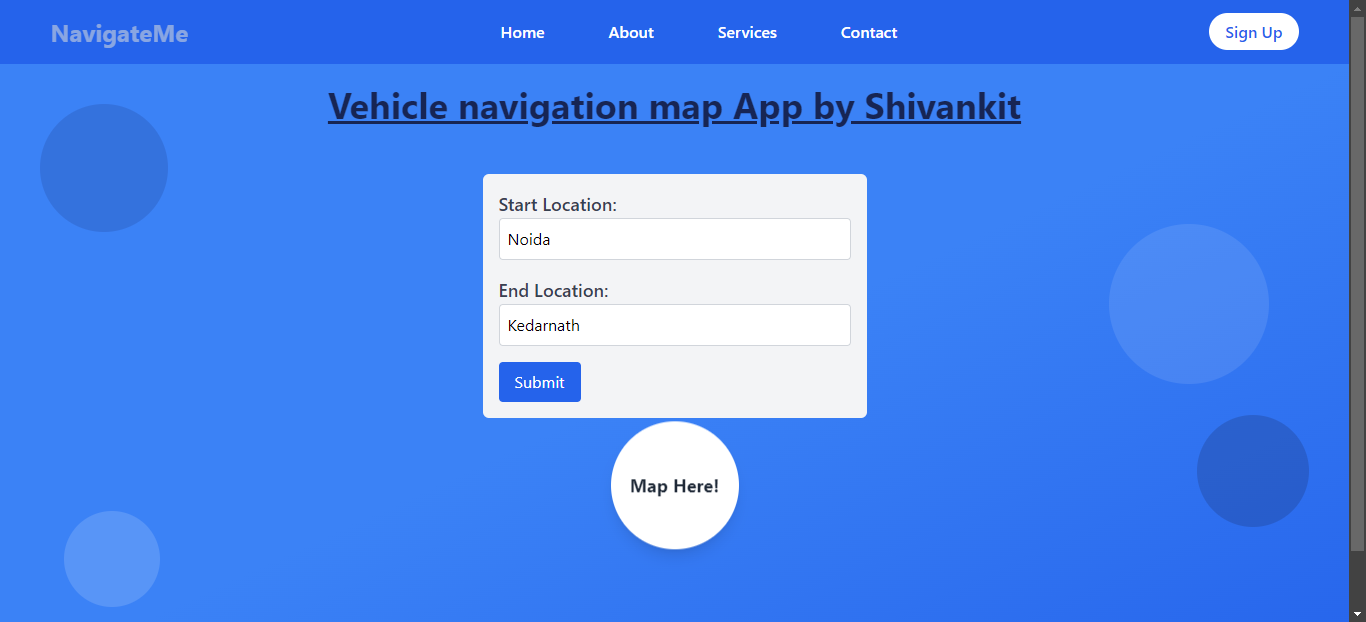 NavigateMe
Home
About
Services
Contact
Sign Up
Vehicle navigation map App by Shivankit
Start Location:
Noida
End Location:
Kedarnath
Submit
Map Here!